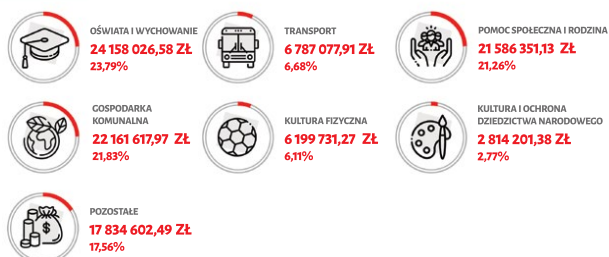 OŚWIATA I WYCHOWANIE
24 158 026,58 ZŁ
23,79%
TRANSPORT
6 787 077,91 ZŁ
6,68%
POMOC SPOŁECZNA I RODZINA
21 586 351,13 ZŁ
21,26%
GOSPODARKA
KOMUNALNA
22 161 617,97 ZŁ
21,83%
KULTURA FIZYCZNA
6 199 731,27 ZŁ
6,11%
KULTURA I OCHRONA
DZIEDZICTWA NARODOWEGO
2 814 201,38 ZŁ
2,77%
$
POZOSTAŁE
17 834 602,49 ZŁ
17,56%